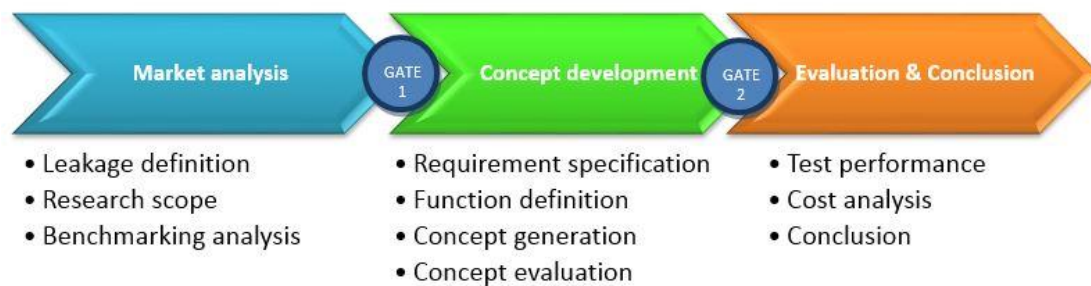 Market analysis
GATE
1
Concept development
GATE
2
Evaluation & Conclusion
• Leakage definition
• Research scope
• Benchmarking analysis
• Requirement specification
• Function definition
• Concept generation
• Concept evaluation
• Test performance
• Cost analysis
• Conclusion